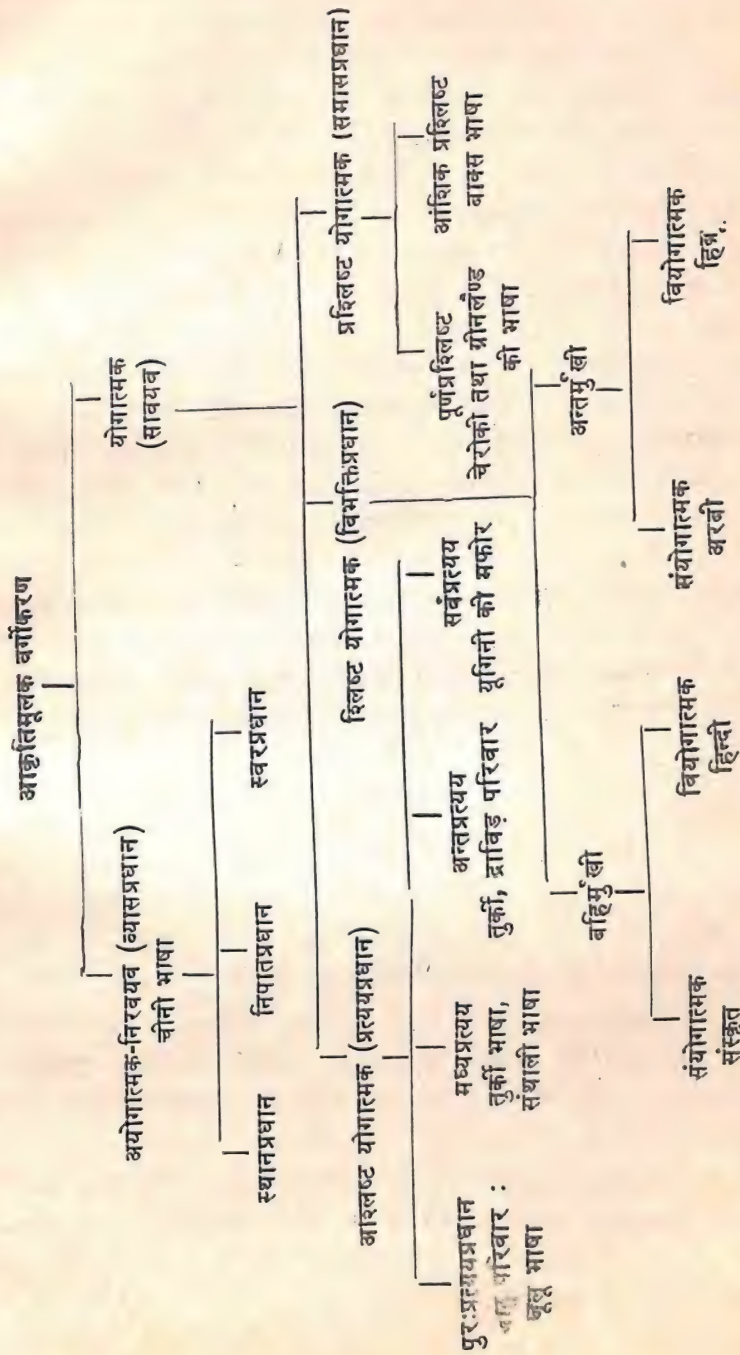 आकृतिमूलक वर्गीकरण
अयोगात्मक-निरवयव (व्यासप्रधान)
चीनी भाषा
योगात्मक
(सावयव)
स्थानप्रधान
निपातप्रधान
स्वरप्रधान
अश्लिष्ट योगात्मक (प्रत्ययप्रधान)
श्लिष्ट योगात्मक (विभक्तिप्रधान)
प्रश्लिष्ट योगात्मक (समासप्रधान)
पुरःप्रत्ययप्रधान
परिवार :
जूलू भाषा
मध्यप्रत्यय
तुर्की भाषा,
संथाली भाषा
अन्तप्रत्यय
तुर्की, द्राविड़ परिवार
सर्वप्रत्यय
यूगिनी की मफोर
पूर्णप्रश्लिष्ट
चेरोकी तथा ग्रीनलैण्ड
की भाषा
आंशिक प्रश्लिष्ट
वाक्स भाषा
बहिर्मुखी
अन्तर्मुखी
संयोगात्मक
संस्कृत
वियोगात्मक
हिन्दी
संयोगात्मक
अरबी
वियोगात्मक
हिब्रू